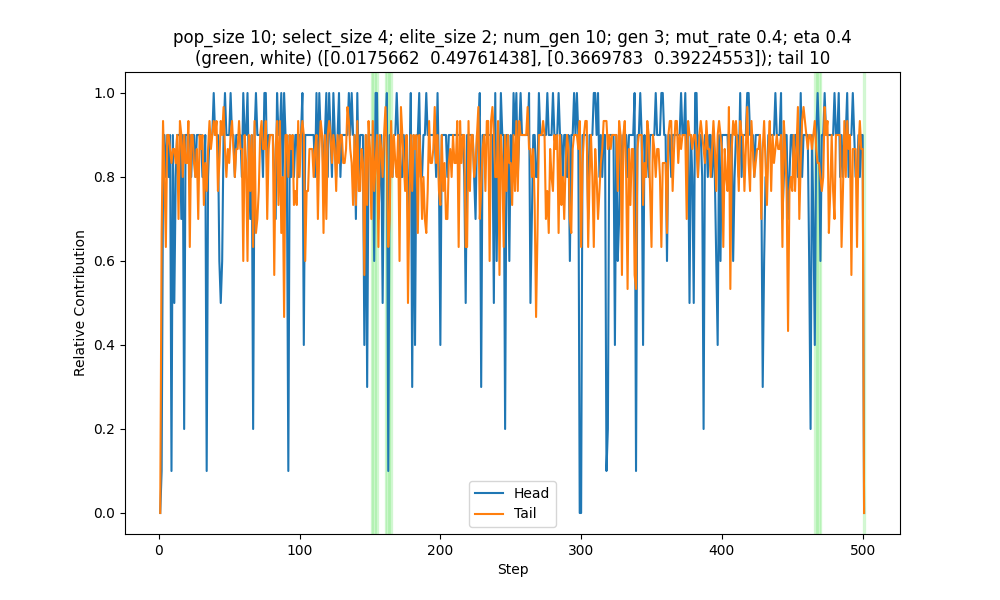 pop_size 10; select_size 4; elite_size 2; num_gen 10; gen 3; mut_rate 0.4; eta 0.4
(green, white) ([0.0175662  0.49761438], [0.3669783  0.39224553]); tail 10
1.0
0.8
0.6
0.4
0.2
0.0
Relative Contribution
Head
Tail
0
100
200
300
400
500
Step